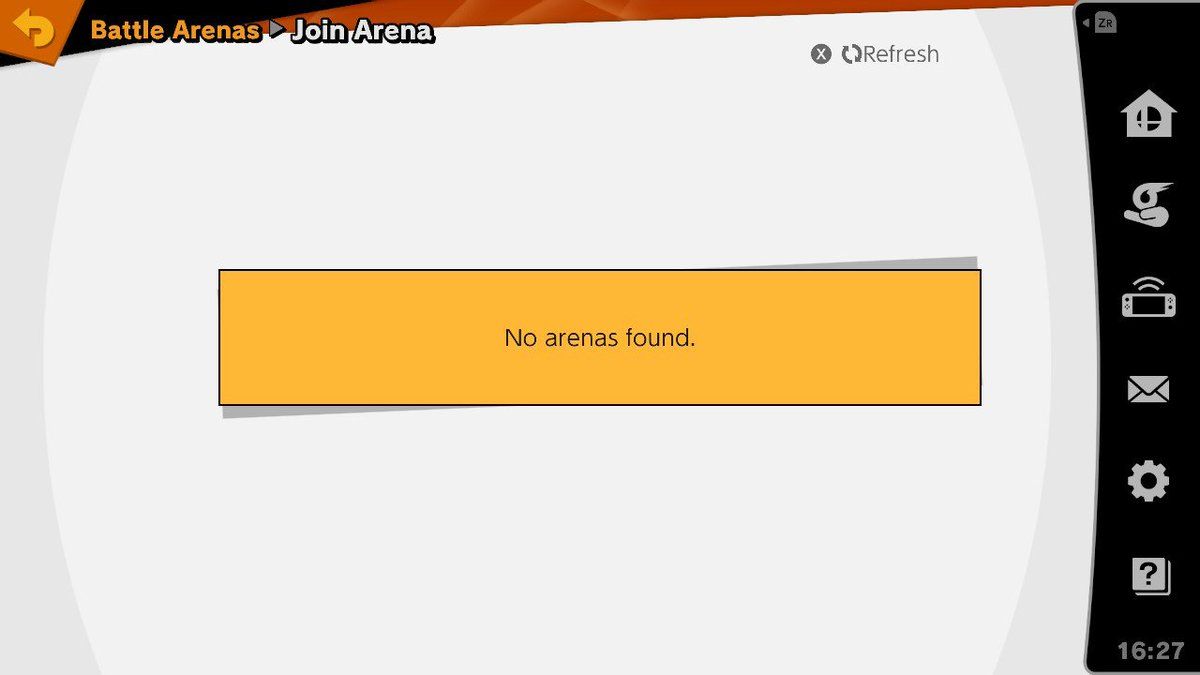 Battle Arenas ▶ Join Arena
X Refresh
ZR
No arenas found.
?
16:27